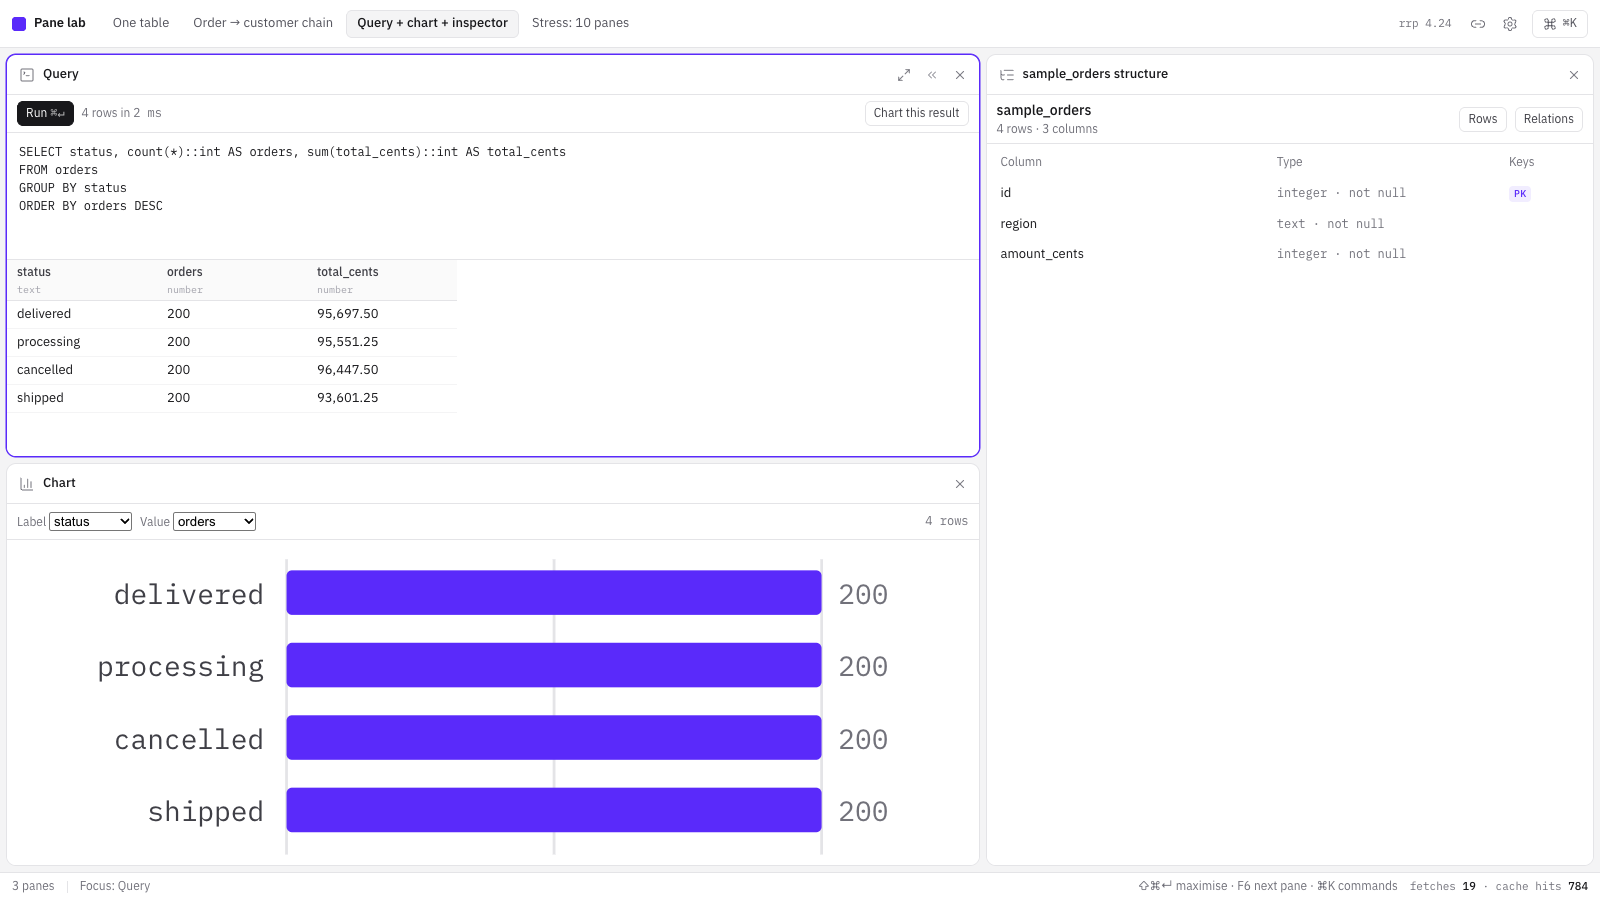 Pane lab One table Order → customer chain Query + chart + inspector Stress: 10 panes rrp 4.24 ⌘ ⌘K
Query
Run ⌘↵ 4 rows in 2 ms Chart this result
SELECT status, count(*)::int AS orders, sum(total_cents)::int AS total_cents
FROM orders
GROUP BY status
ORDER BY orders DESC
status orders total_cents
text number number
delivered 200 95,697.50
processing 200 95,551.25
cancelled 200 96,447.50
shipped 200 93,601.25
Chart
Label status Value orders 4 rows
delivered 200
processing 200
cancelled 200
shipped 200
sample_orders structure
sample_orders
4 rows · 3 columns
Rows Relations
Column Type Keys
id integer · not null PK
region text · not null
amount_cents integer · not null
3 panes Focus: Query ⇧⌘↵ maximise · F6 next pane · ⌘K commands fetches 19 · cache hits 784